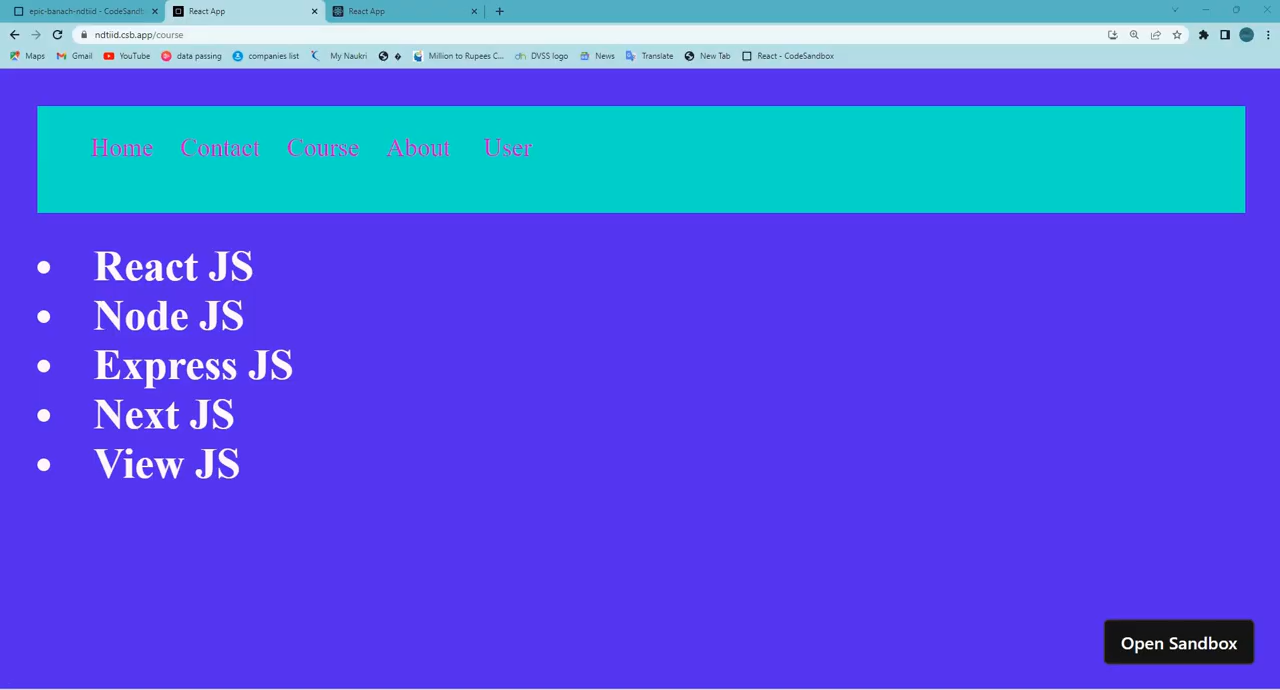 epic-banach-ndtiid - CodeSandb React App React App
ndtiid.csb.app/course
Maps Gmail YouTube data passing companies list My Naukri Million to Rupees C... DVSS logo News Translate New Tab React - CodeSandbox
Home Contact Course About User
React JS
Node JS
Express JS
Next JS
View JS
Open Sandbox